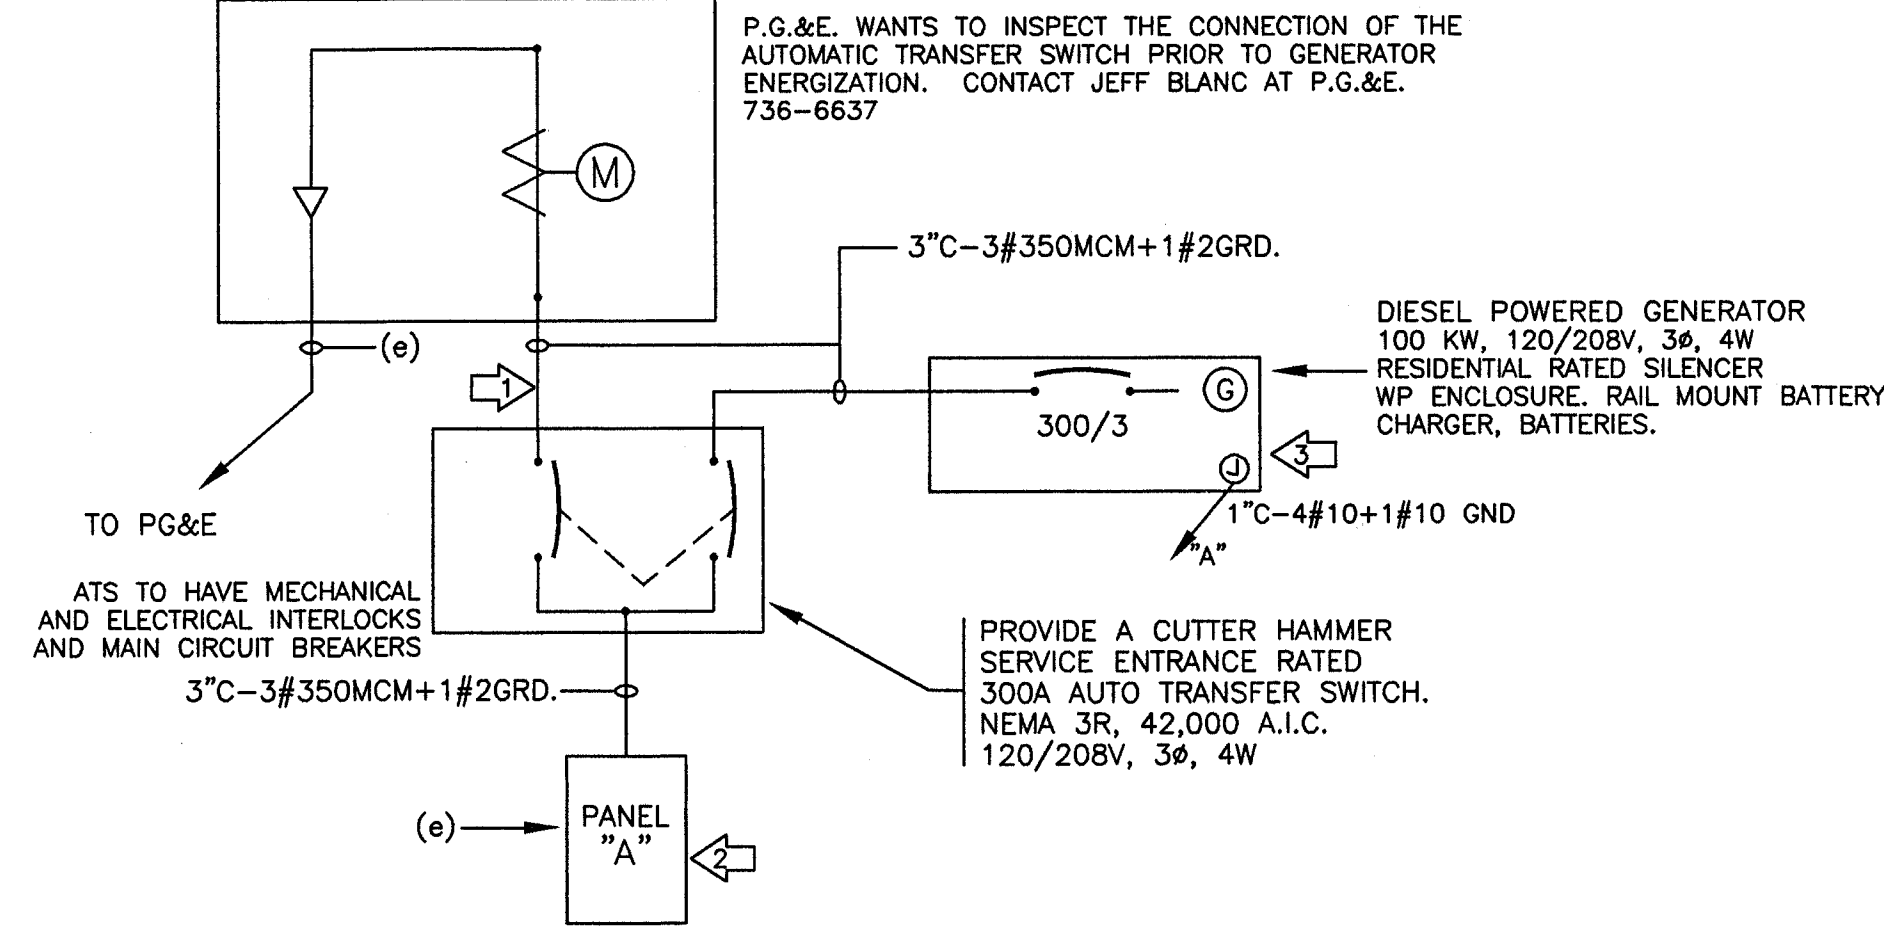 P.G.&E. WANTS TO INSPECT THE CONNECTION OF THE
AUTOMATIC TRANSFER SWITCH PRIOR TO GENERATOR
ENERGIZATION. CONTACT JEFF BLANC AT P.G.&E.
736-6637
M
3"C-3#350MCM+1#2GRD.
(e)
1
DIESEL POWERED GENERATOR
100 KW, 120/208V, 3ø, 4W
RESIDENTIAL RATED SILENCER
WP ENCLOSURE. RAIL MOUNT BATTERY
CHARGER, BATTERIES.
G
300/3
J
3
1"C-4#10+1#10 GND
"A"
TO PG&E
ATS TO HAVE MECHANICAL
AND ELECTRICAL INTERLOCKS
AND MAIN CIRCUIT BREAKERS
3"C-3#350MCM+1#2GRD.
PROVIDE A CUTTER HAMMER
SERVICE ENTRANCE RATED
300A AUTO TRANSFER SWITCH.
NEMA 3R, 42,000 A.I.C.
120/208V, 3ø, 4W
(e)
PANEL
"A"
2